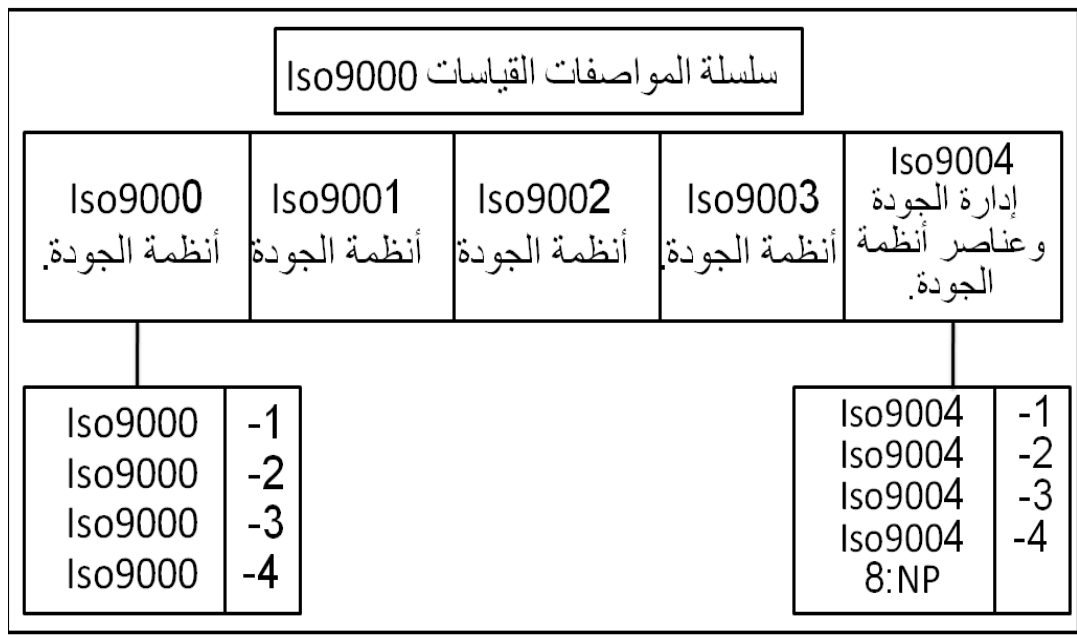 سلسلة المواصفات القياسات Iso9000
Iso9004
إدارة الجودة
وعناصر أنظمة
الجودة.
Iso9003
أنظمة الجودة.
Iso9002
أنظمة الجودة
Iso9001
أنظمة الجودة
Iso9000
أنظمة الجودة.
Iso9004 -1
Iso9004 -2
Iso9004 -3
Iso9004 -4
8:NP
Iso9000 -1
Iso9000 -2
Iso9000 -3
Iso9000 -4